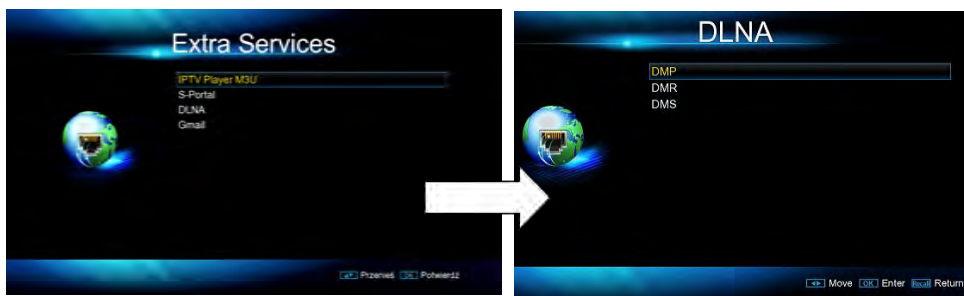 Extra Services
IPTV Player M3U
S-Portal
DLNA
Gmail
Przenieś OK Potwierdź
DLNA
DMP
DMR
DMS
Move OK Enter Recall Return